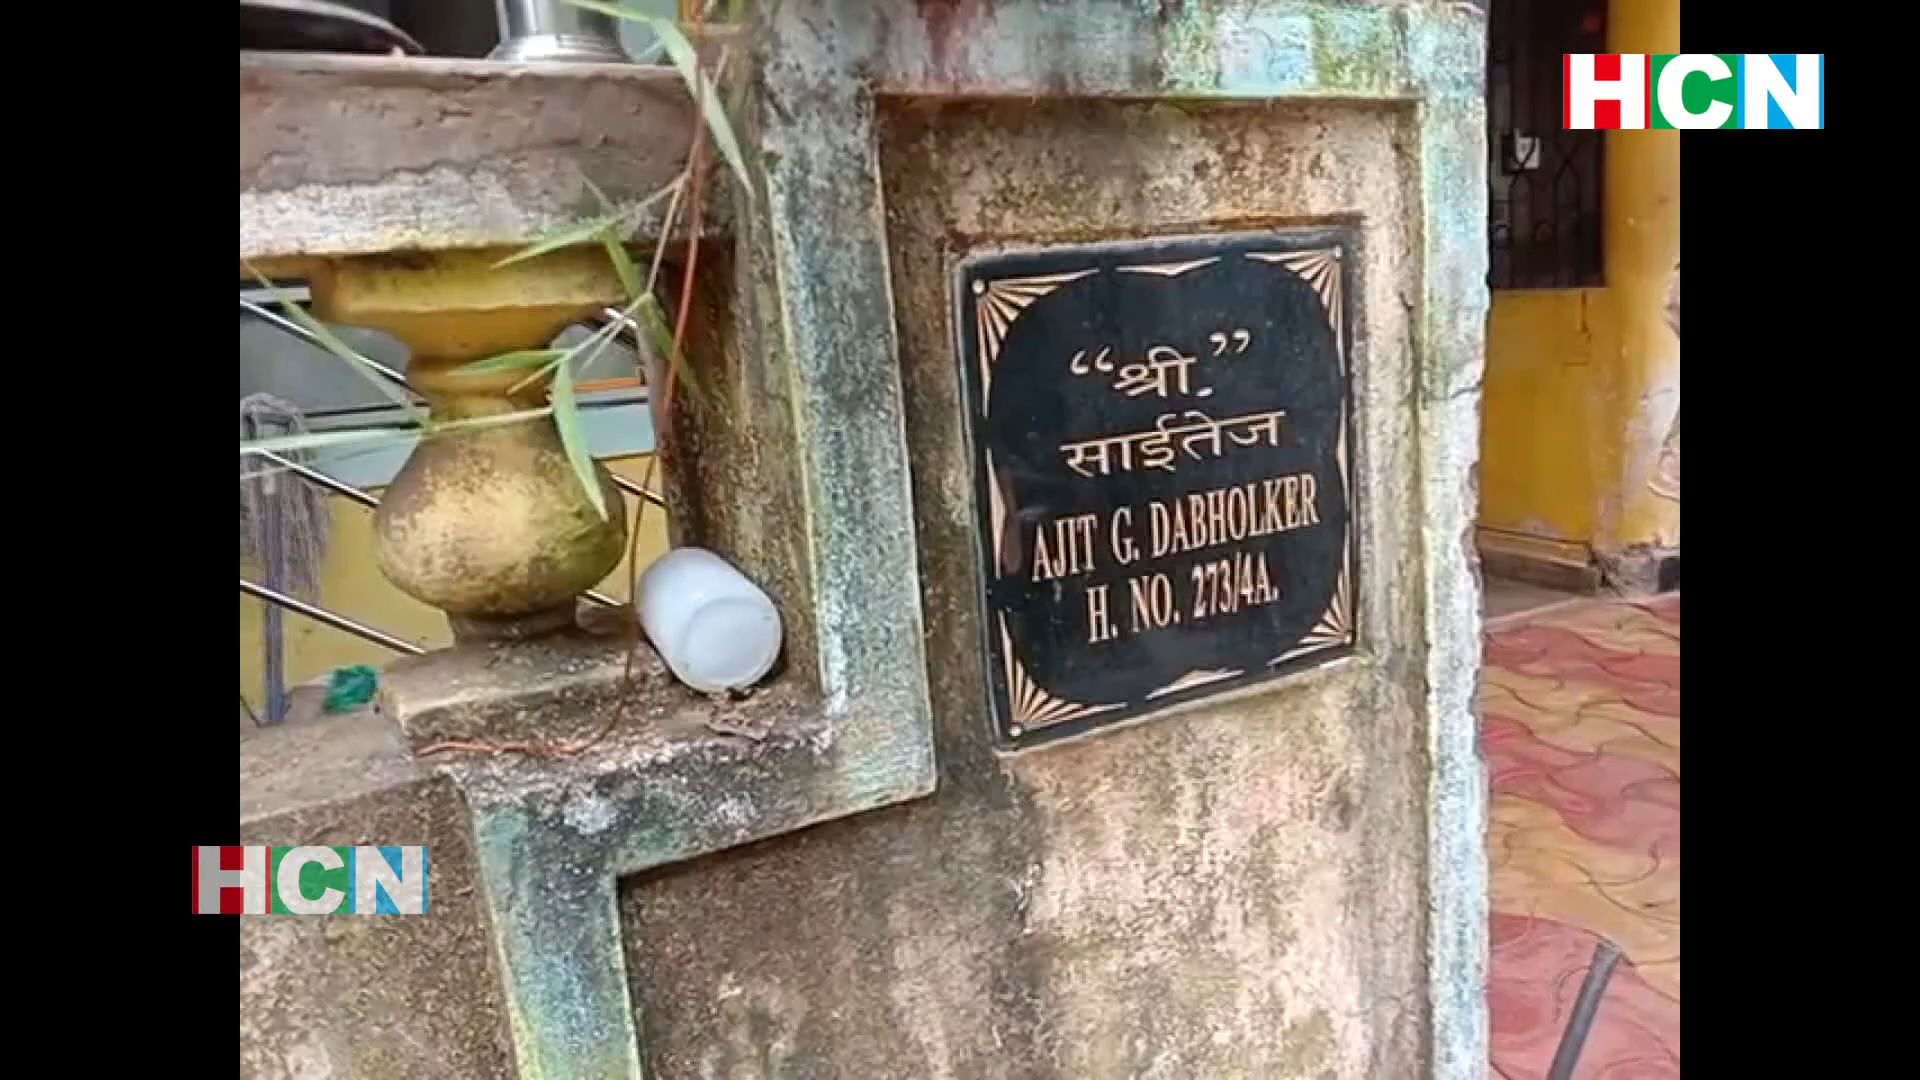 HCN
“श्री.”
साईतेज
AJIT G. DABHOLKER
H. NO. 273/4A.
HCN